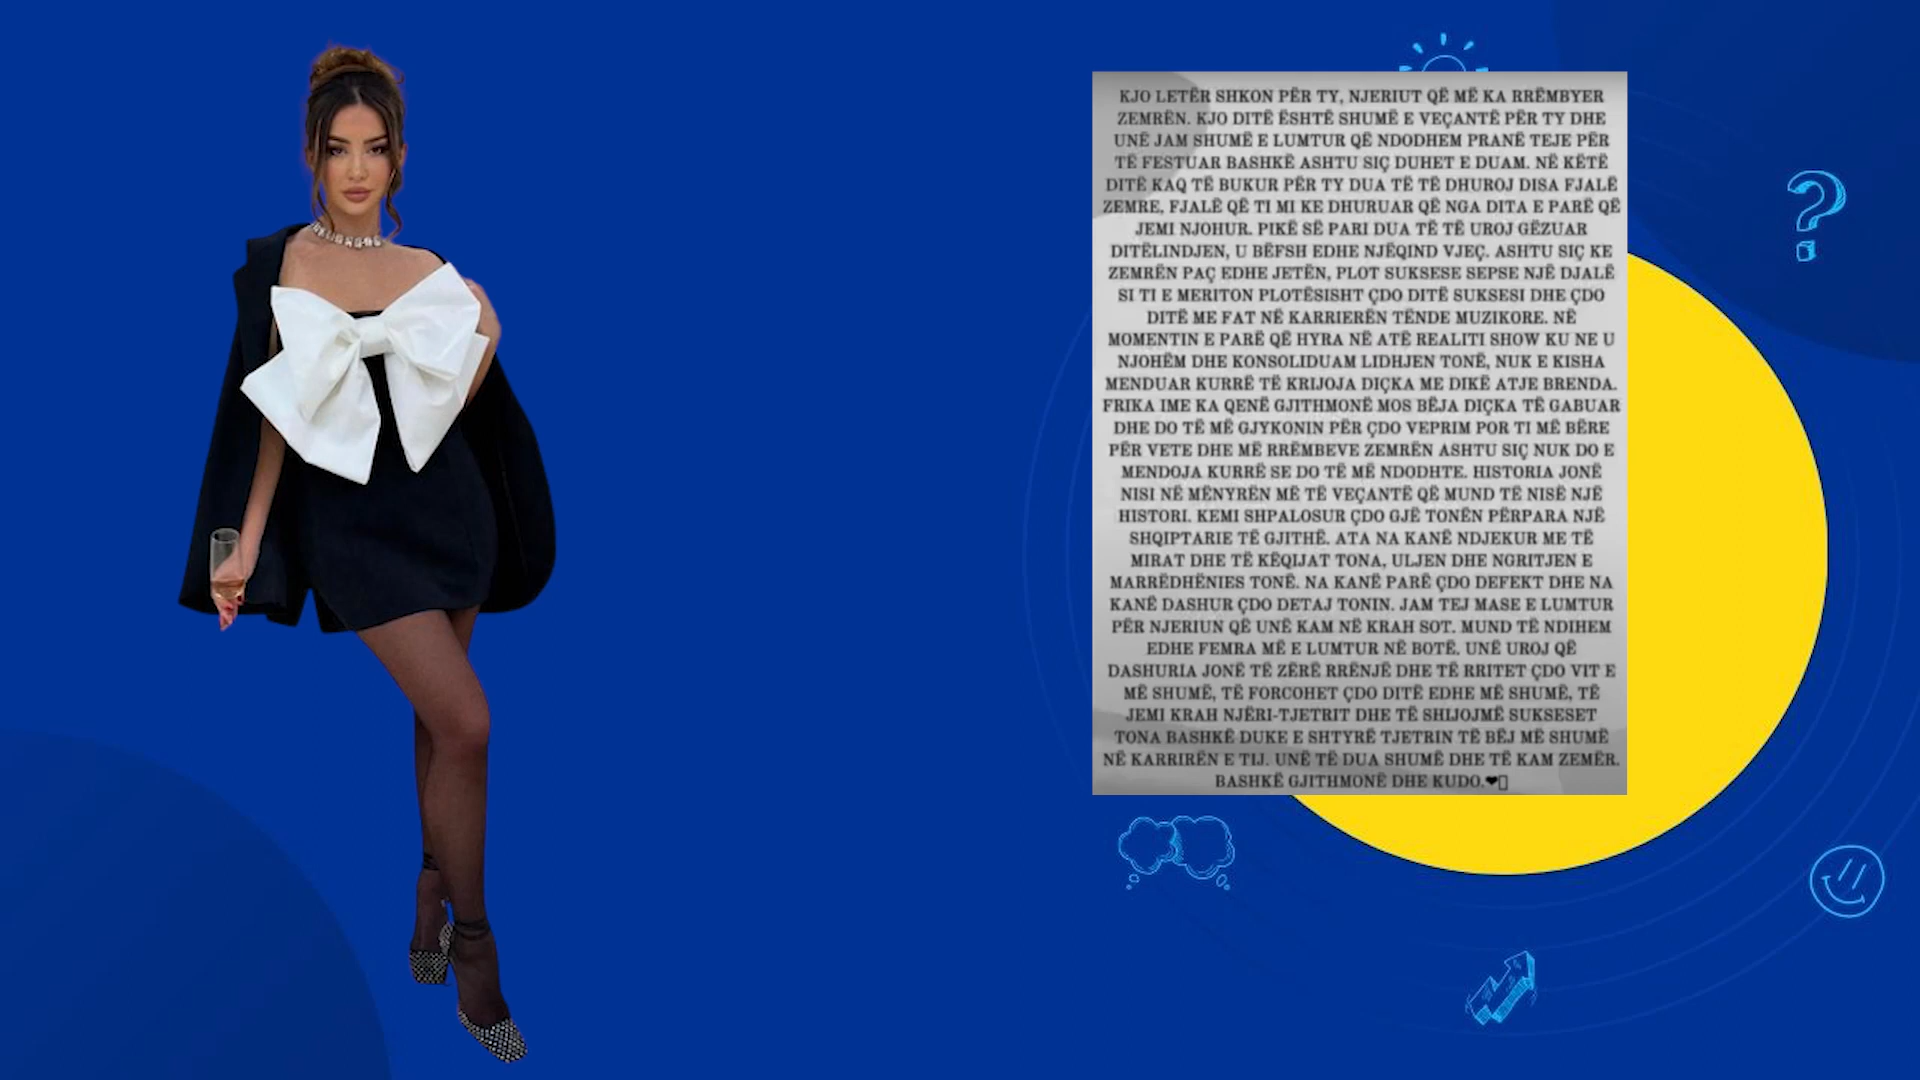 KJO LETËR SHKON PËR TY, NJERIUT QË MË KA RRËMBYER
ZEMRËN. KJO DITË ËSHTË SHUMË E VEÇANTË PËR TY DHE
UNË JAM SHUMË E LUMTUR QË NDODHEM PRANË TEJE PËR
TË FESTUAR BASHKË ASHTU SIÇ DUHET E DUAM. NË KËTË
DITË KAQ TË BUKUR PËR TY DUA TË TË DHUROJ DISA FJALË
ZEMRE, FJALË QË TI MI KE DHURUAR QË NGA DITA E PARË QË
JEMI NJOHUR. PIKË SË PARI DUA TË TË UROJ GËZUAR
DITËLINDJEN, U BËFSH EDHE NJËQIND VJEÇ. ASHTU SIÇ KE
ZEMRËN PAÇ EDHE JETËN, PLOT SUKSESE SEPSE NJË DJALË
SI TI E MERITON PLOTËSISHT ÇDO DITË SUKSESI DHE ÇDO
DITË ME FAT NË KARRIERËN TËNDE MUZIKORE. NË
MOMENTIN E PARË QË HYRA NË ATË REALITI SHOW KU NE U
NJOHËM DHE KONSOLIDUAM LIDHJEN TONË, NUK E KISHA
MENDUAR KURRË TË KRIJOJA DIÇKA ME DIKË ATJE BRENDA.
FRIKA IME KA QENË GJITHMONË MOS BËJA DIÇKA TË GABUAR
DHE DO TË MË GJYKONIN PËR ÇDO VEPRIM POR TI MË BËRE
PËR VETE DHE MË RRËMBEVE ZEMRËN ASHTU SIÇ NUK DO E
MENDOJA KURRË SE DO TË MË NDODHTE. HISTORIA JONË
NISI NË MËNYRËN MË TË VEÇANTË QË MUND TË NISË NJË
HISTORI. KEMI SHPALOSUR ÇDO GJË TONËN PËRPARA NJË
SHQIPTARIE TË GJITHË. ATA NA KANË NDJEKUR ME TË
MIRAT DHE TË KËQIJAT TONA, ULJEN DHE NGRITJEN E
MARRËDHËNIES TONË. NA KANË PARË ÇDO DEFEKT DHE NA
KANË DASHUR ÇDO DETAJ TONIN. JAM TEJ MASE E LUMTUR
PËR NJERIUN QË UNË KAM NË KRAH SOT. MUND TË NDIHEM
EDHE FEMRA MË E LUMTUR NË BOTË. UNË UROJ QË
DASHURIA JONË TË ZËRË RRËNJË DHE TË RRITET ÇDO VIT E
MË SHUMË, TË FORCOHET ÇDO DITË EDHE MË SHUMË, TË
JEMI KRAH NJËRI-TJETRIT DHE TË SHIJOJMË SUKSESET
TONA BASHKË DUKE E SHTYRË TJETRIN TË BËJ MË SHUMË
NË KARRIRËN E TIJ. UNË TË DUA SHUMË DHE TË KAM ZEMËR.
BASHKË GJITHMONË DHE KUDO.❤▯